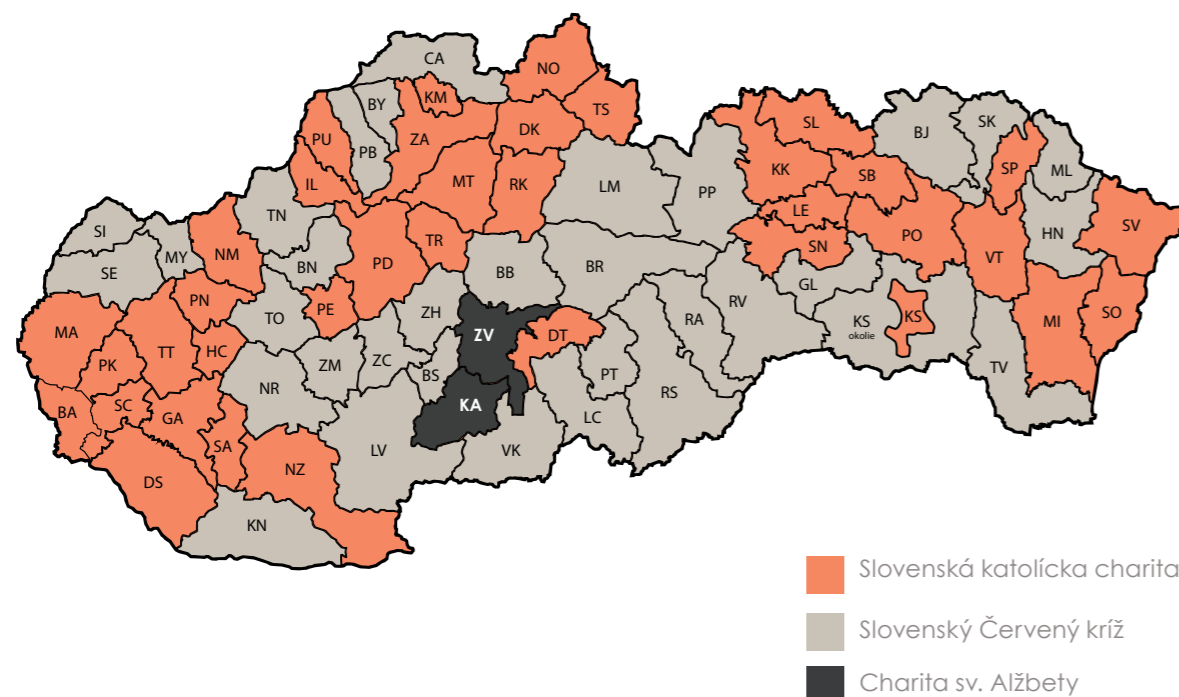 CA
NO
KM
BY
TS
PU
PB
ZA
DK
SL
BJ
SK
IL
MT
RK
LM
PP
KK
SB
SP
ML
TN
LE
SI
MY
NM
BN
PD
TR
SN
PO
HN
SV
SE
BB
BR
VT
PN
PE
TO
ZH
GL
RV
MA
PK
TT
HC
ZM
ZC
BS
ZV
DT
RA
KS
okolie
KS
MI
SO
PT
TV
BA
SC
GA
NR
KA
RS
LC
SA
LV
VK
NZ
DS
KN
Slovenská katolícka charita
Slovenský Červený kríž
Charita sv. Alžbety